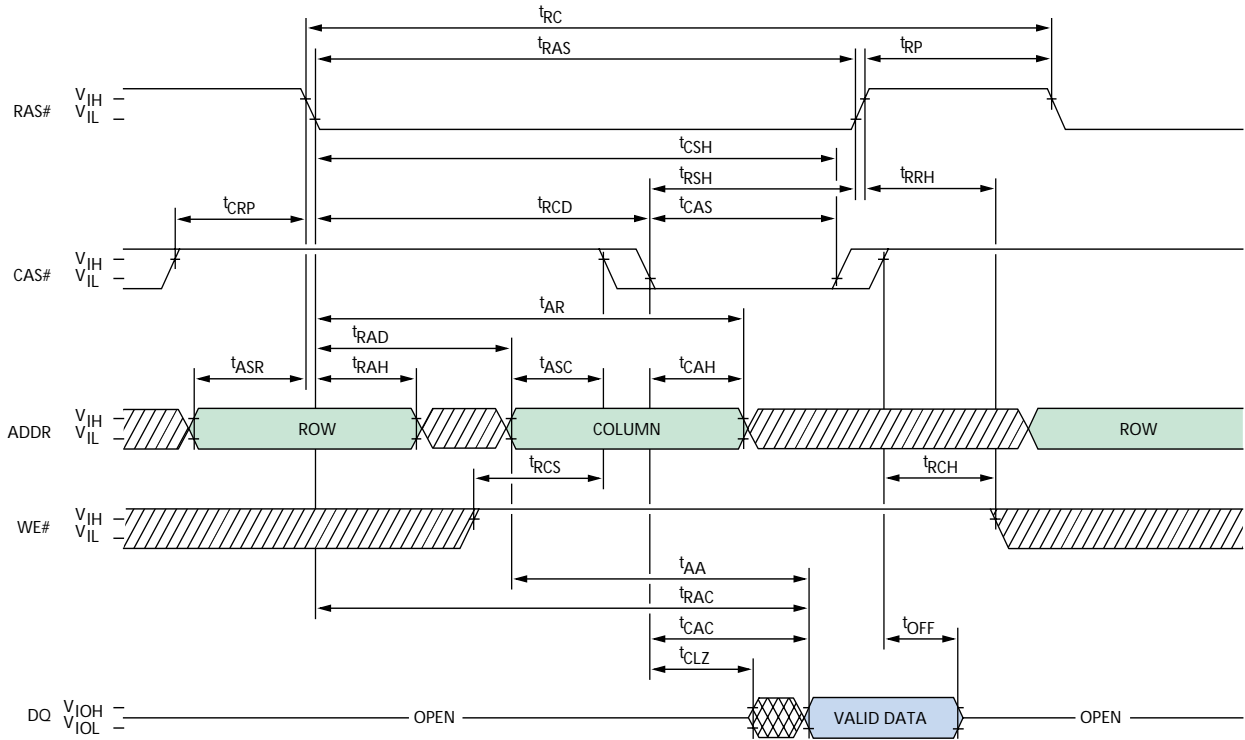 tRC
tRAS
tRP
RAS#
VIH
VIL
tCSH
tRSH
tRRH
tCRP
tRCD
tCAS
CAS#
VIH
VIL
tAR
tRAD
tASR
tRAH
tASC
tCAH
ADDR
VIH
VIL
ROW
COLUMN
ROW
tRCS
tRCH
WE#
VIH
VIL
tAA
tRAC
tCAC
tOFF
tCLZ
DQ
VIOH
VIOL
OPEN
VALID DATA
OPEN